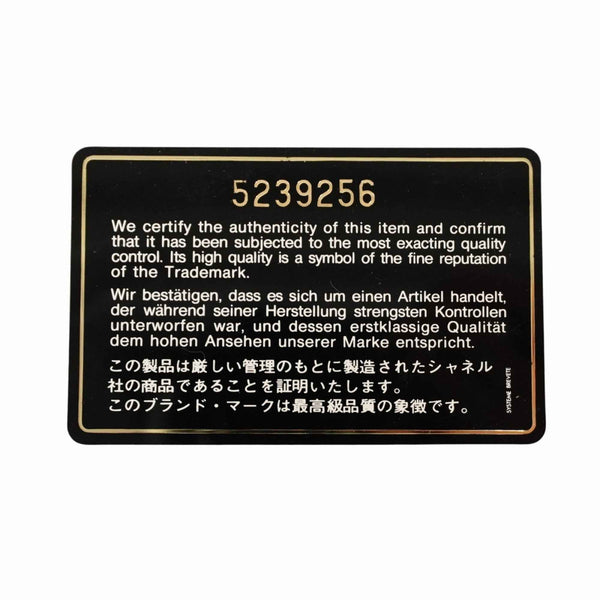 5239256
We certify the authenticity of this item and confirm
that it has been subjected to the most exacting quality
control. Its high quality is a symbol of the fine reputation
of the Trademark.
Wir bestätigen, dass es sich um einen Artikel handelt,
der während seiner Herstellung strengsten Kontrollen
unterworfen war, und dessen erstklassige Qualität
dem hohen Ansehen unserer Marke entspricht.
この製品は厳しい管理のもとに製造されたシャネル
社の商品であることを証明いたします。
このブランド・マークは最高級品質の象徴です。
SYSTEME BREVETE